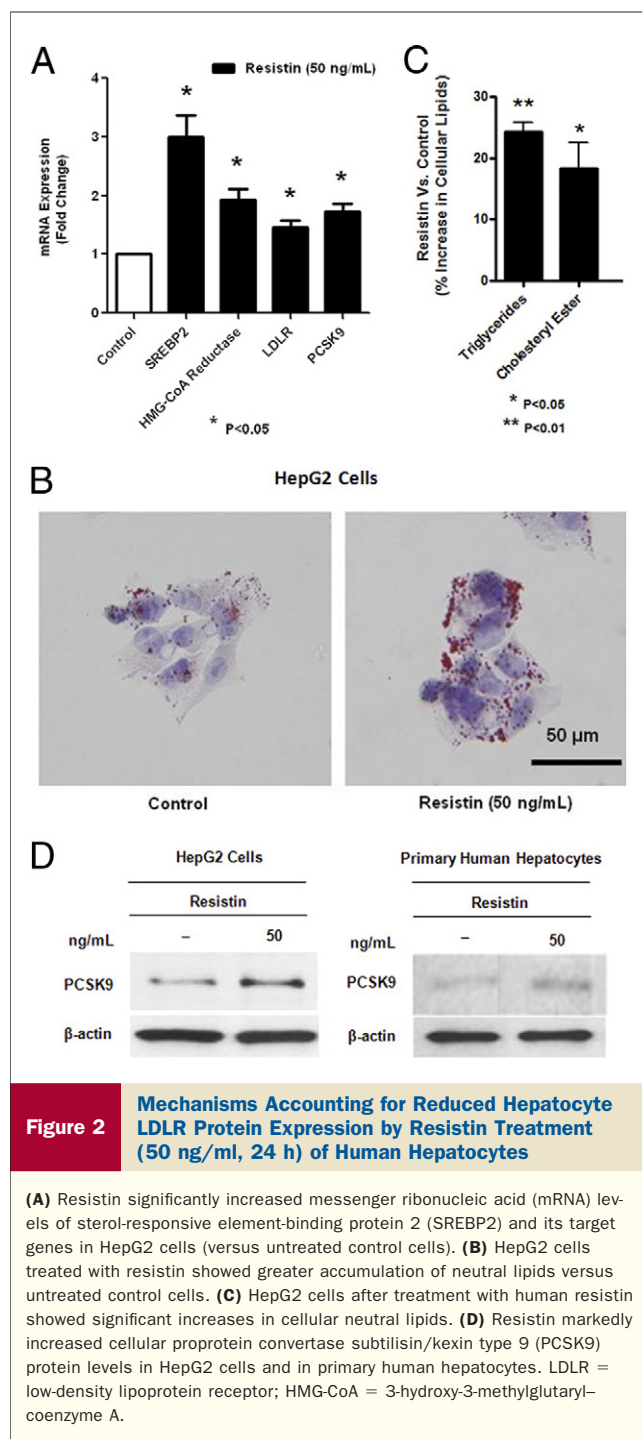 A
Resistin (50 ng/mL)
mRNA Expression
(Fold Change)
4
3
2
1
0
* * * *
Control
SREBP2
HMG-CoA Reductase
LDLR
PCSK9
* P<0.05
C
Resistin Vs. Control
(% Increase in Cellular Lipids)
30
20
10
0
** *
Triglycerides
Cholesteryl Ester
* P<0.05
** P<0.01
B
HepG2 Cells
50 µm
Control Resistin (50 ng/mL)
D
HepG2 Cells
Resistin
ng/mL – 50
PCSK9
β-actin
Primary Human Hepatocytes
Resistin
ng/mL – 50
PCSK9
β-actin
Figure 2
Mechanisms Accounting for Reduced Hepatocyte
LDLR Protein Expression by Resistin Treatment
(50 ng/ml, 24 h) of Human Hepatocytes
(A) Resistin significantly increased messenger ribonucleic acid (mRNA) lev-
els of sterol-responsive element-binding protein 2 (SREBP2) and its target
genes in HepG2 cells (versus untreated control cells). (B) HepG2 cells
treated with resistin showed greater accumulation of neutral lipids versus
untreated control cells. (C) HepG2 cells after treatment with human resistin
showed significant increases in cellular neutral lipids. (D) Resistin markedly
increased cellular proprotein convertase subtilisin/kexin type 9 (PCSK9)
protein levels in HepG2 cells and in primary human hepatocytes. LDLR =
low-density lipoprotein receptor; HMG-CoA = 3-hydroxy-3-methylglutaryl–
coenzyme A.